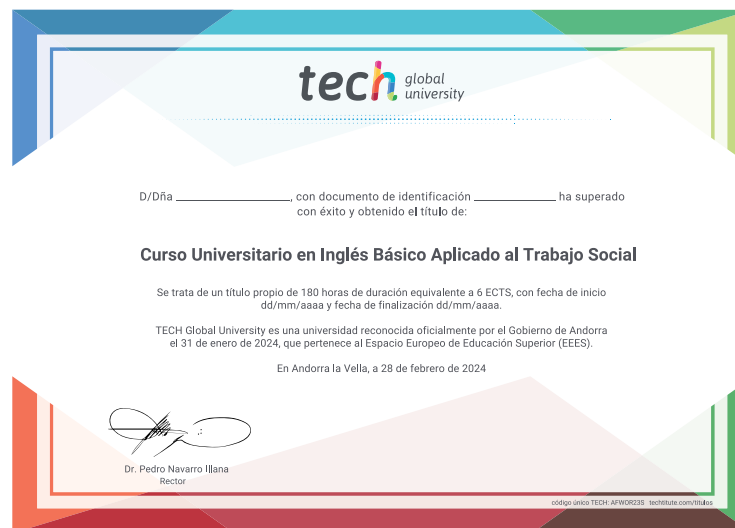 tech global university
D/Dña ____________________, con documento de identificación ______________ ha superado
con éxito y obtenido el título de:
Curso Universitario en Inglés Básico Aplicado al Trabajo Social
Se trata de un título propio de 180 horas de duración equivalente a 6 ECTS, con fecha de inicio
dd/mm/aaaa y fecha de finalización dd/mm/aaaa.
TECH Global University es una universidad reconocida oficialmente por el Gobierno de Andorra
el 31 de enero de 2024, que pertenece al Espacio Europeo de Educación Superior (EEES).
En Andorra la Vella, a 28 de febrero de 2024
Dr. Pedro Navarro Illana
Rector
código único TECH: AFWOR23S techtitute.com/titulos